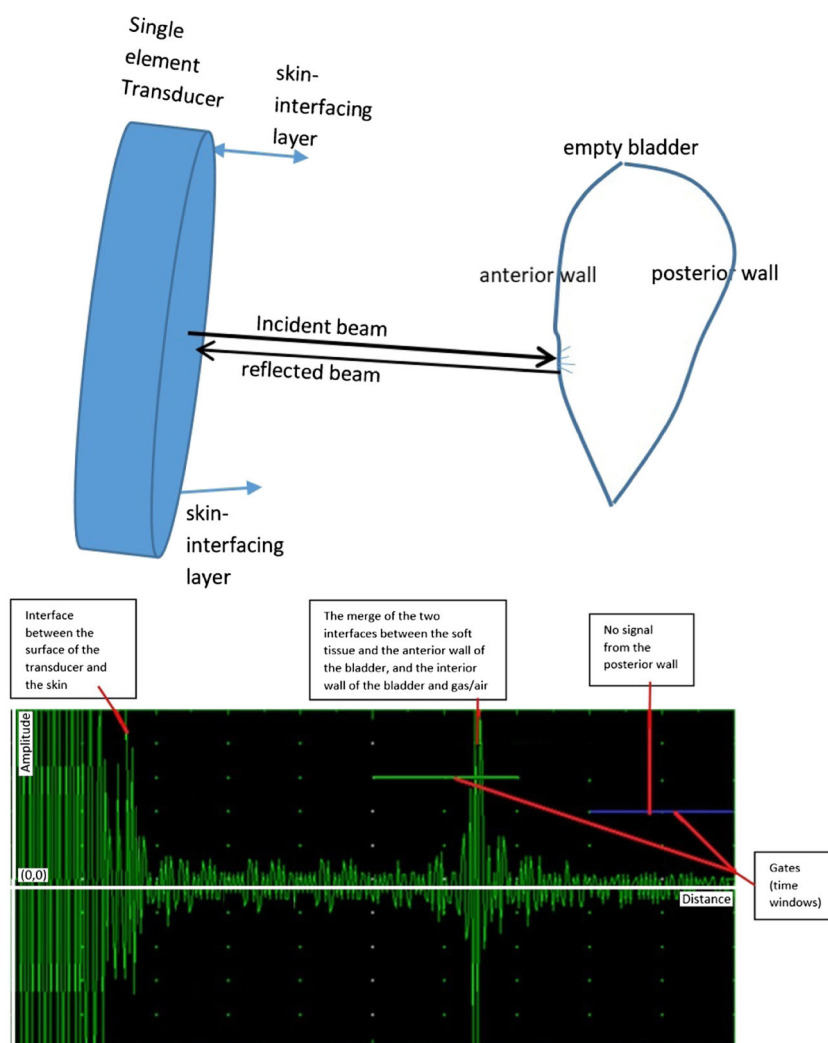 Single
element
Transducer
skin-
interfacing
layer
empty bladder
anterior wall
posterior wall
Incident beam
reflected beam
skin-
interfacing
layer
Interface
between the
surface of the
transducer and
the skin
The merge of the two
interfaces between the soft
tissue and the anterior wall of
the bladder, and the interior
wall of the bladder and gas/air
No signal
from the
posterior wall
Amplitude
(0,0)
Distance
Gates
(time
windows)